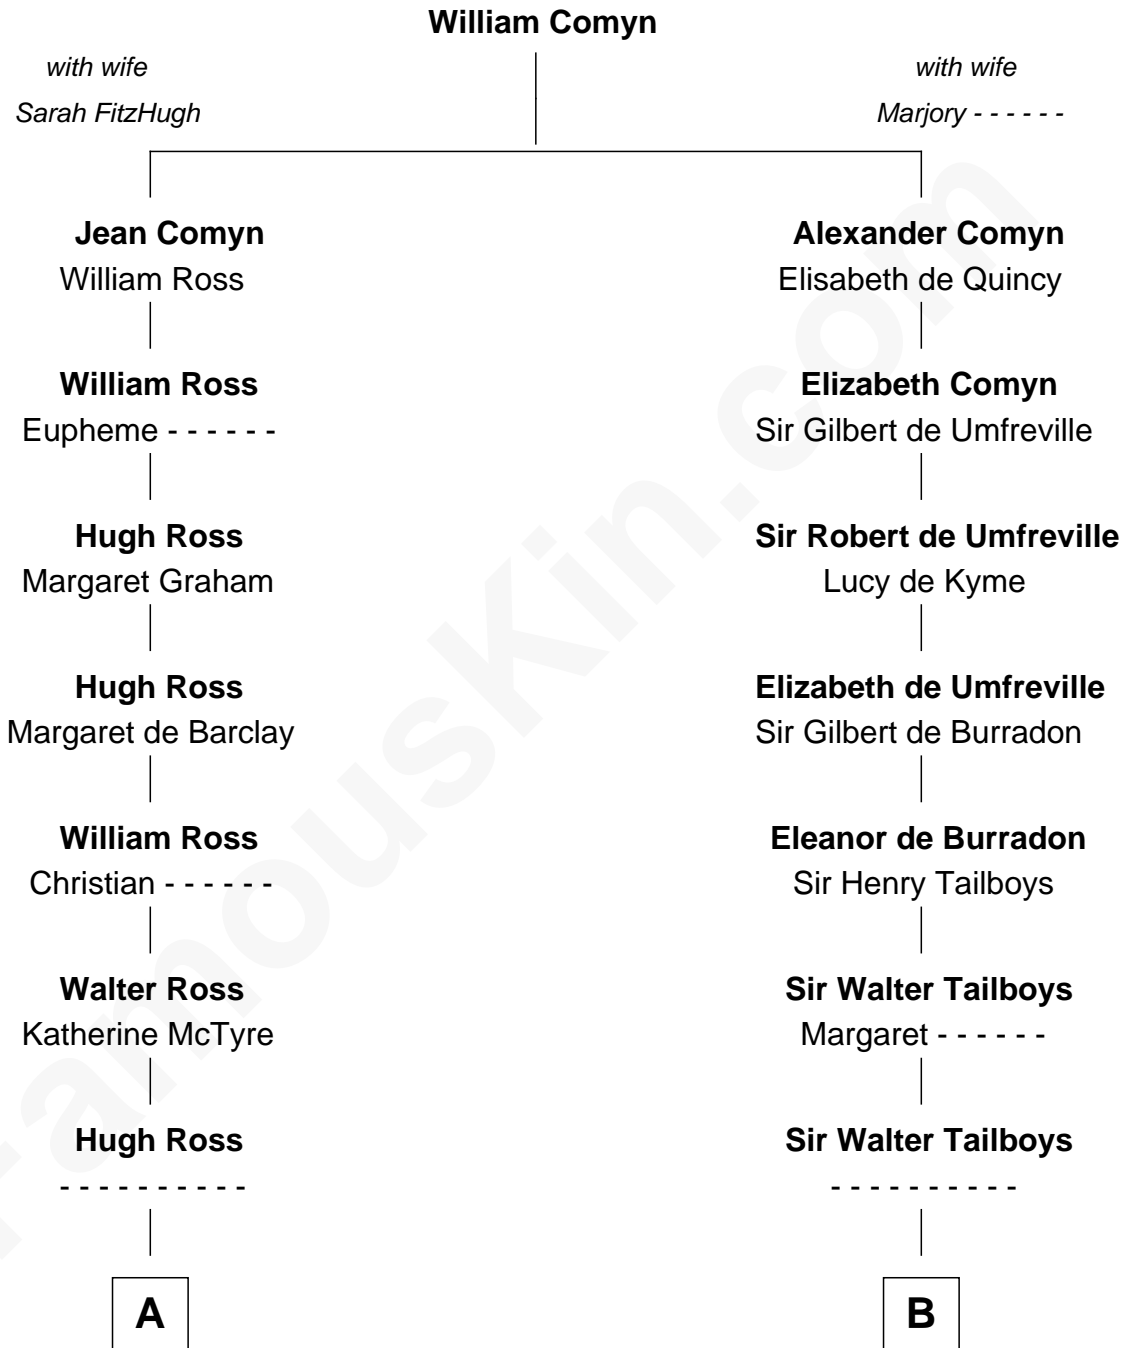 William Comyn
with wife
Sarah FitzHugh
with wife
Marjory - - - - - -
Jean Comyn
William Ross
Alexander Comyn
Elisabeth de Quincy
William Ross
Eupheme - - - - - -
Elizabeth Comyn
Sir Gilbert de Umfreville
Hugh Ross
Margaret Graham
Sir Robert de Umfreville
Lucy de Kyme
Hugh Ross
Margaret de Barclay
Elizabeth de Umfreville
Sir Gilbert de Burradon
William Ross
Christian - - - - - -
Eleanor de Burradon
Sir Henry Tailboys
Walter Ross
Katherine McTyre
Sir Walter Tailboys
Margaret - - - - - -
Hugh Ross
- - - - - - - - - -
Sir Walter Tailboys
- - - - - - - - - -
A
B
FamousKin.com